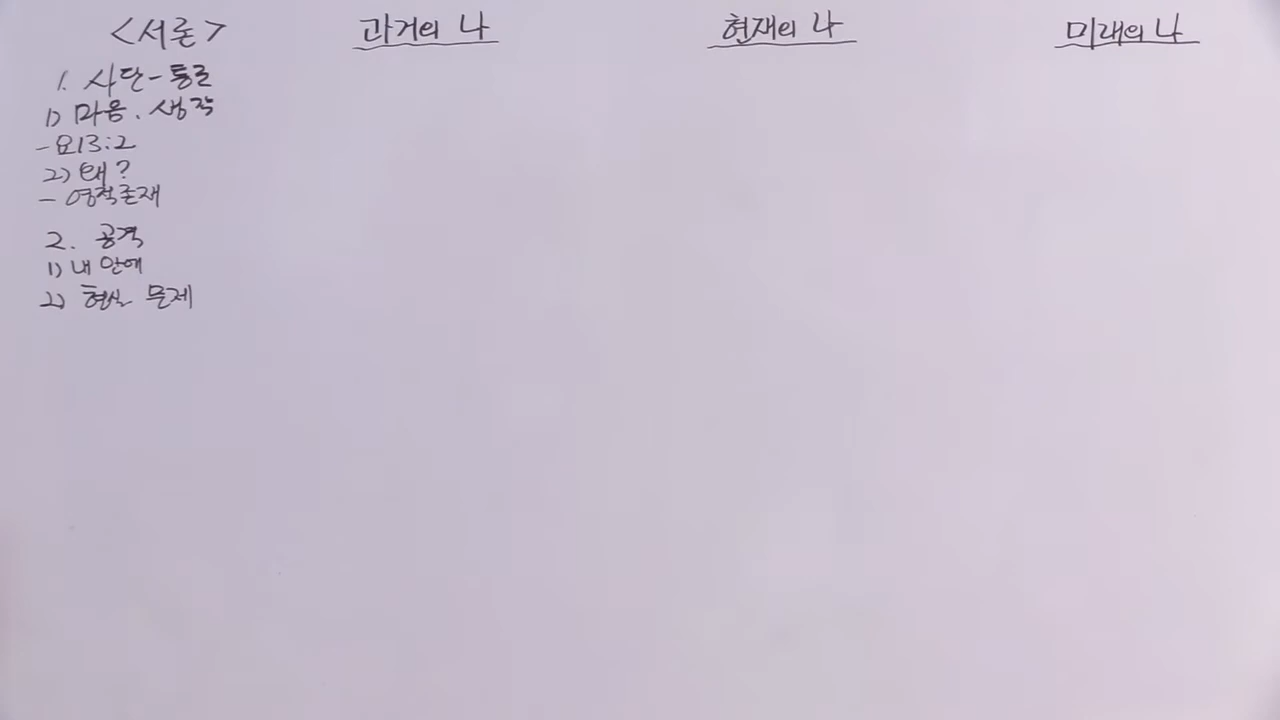 <서론>
1. 사단-통로
1) 마음. 생각
- 요13:2
2) 왜?
- 영적존재
2. 공격
1) 내 안에
2) 현실 문제
과거의 나
현재의 나
미래의 나